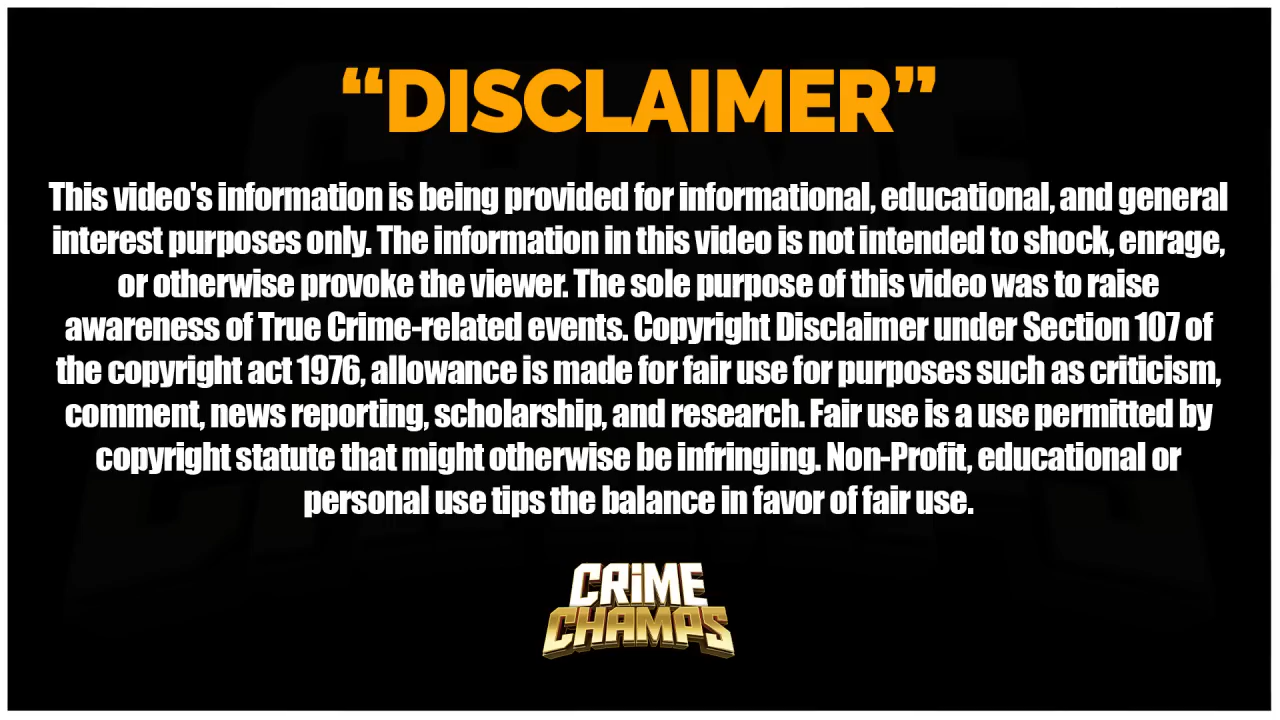 “DISCLAIMER”
This video's information is being provided for informational, educational, and general
interest purposes only. The information in this video is not intended to shock, enrage,
or otherwise provoke the viewer. The sole purpose of this video was to raise
awareness of True Crime-related events. Copyright Disclaimer under Section 107 of
the copyright act 1976, allowance is made for fair use for purposes such as criticism,
comment, news reporting, scholarship, and research. Fair use is a use permitted by
copyright statute that might otherwise be infringing. Non-Profit, educational or
personal use tips the balance in favor of fair use.
CRiME
CHAMPS